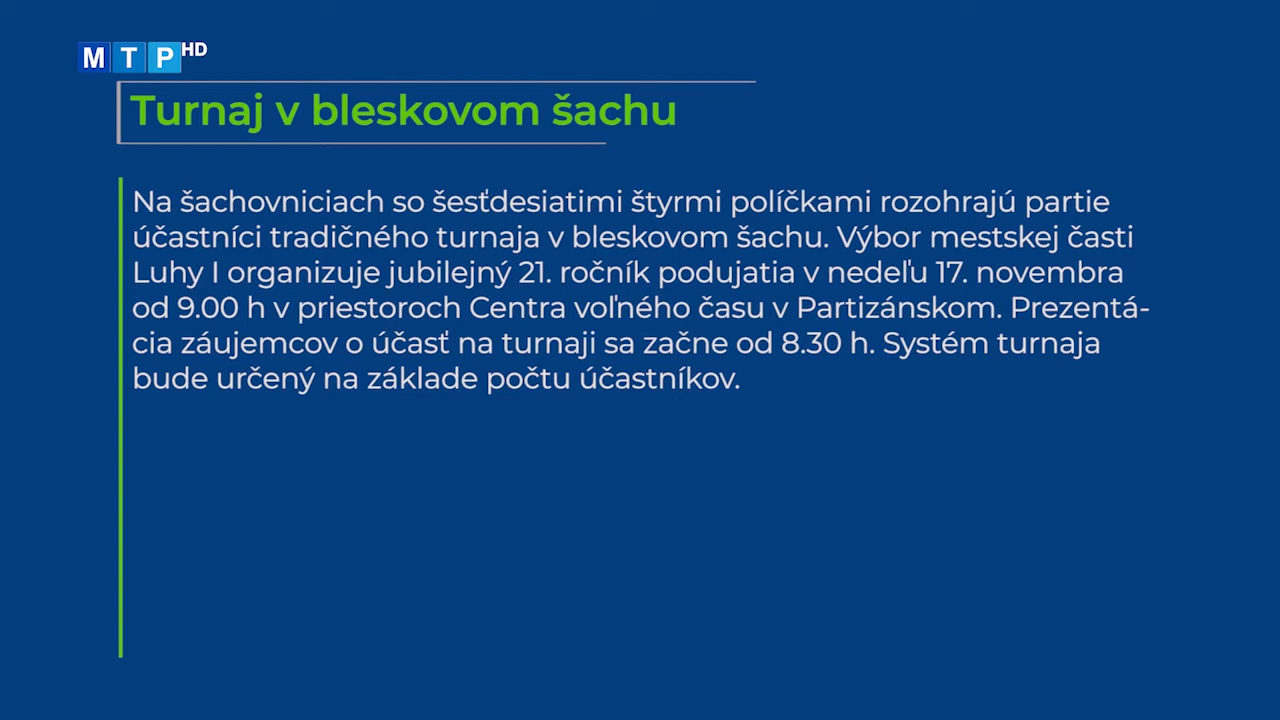 MTP HD
Turnaj v bleskovom šachu
Na šachovniciach so šesťdesiatimi štyrmi políčkami rozohrajú partie
účastníci tradičného turnaja v bleskovom šachu. Výbor mestskej časti
Luhy I organizuje jubilejný 21. ročník podujatia v nedeľu 17. novembra
od 9.00 h v priestoroch Centra voľného času v Partizánskom. Prezentá-
cia záujemcov o účasť na turnaji sa začne od 8.30 h. Systém turnaja
bude určený na základe počtu účastníkov.